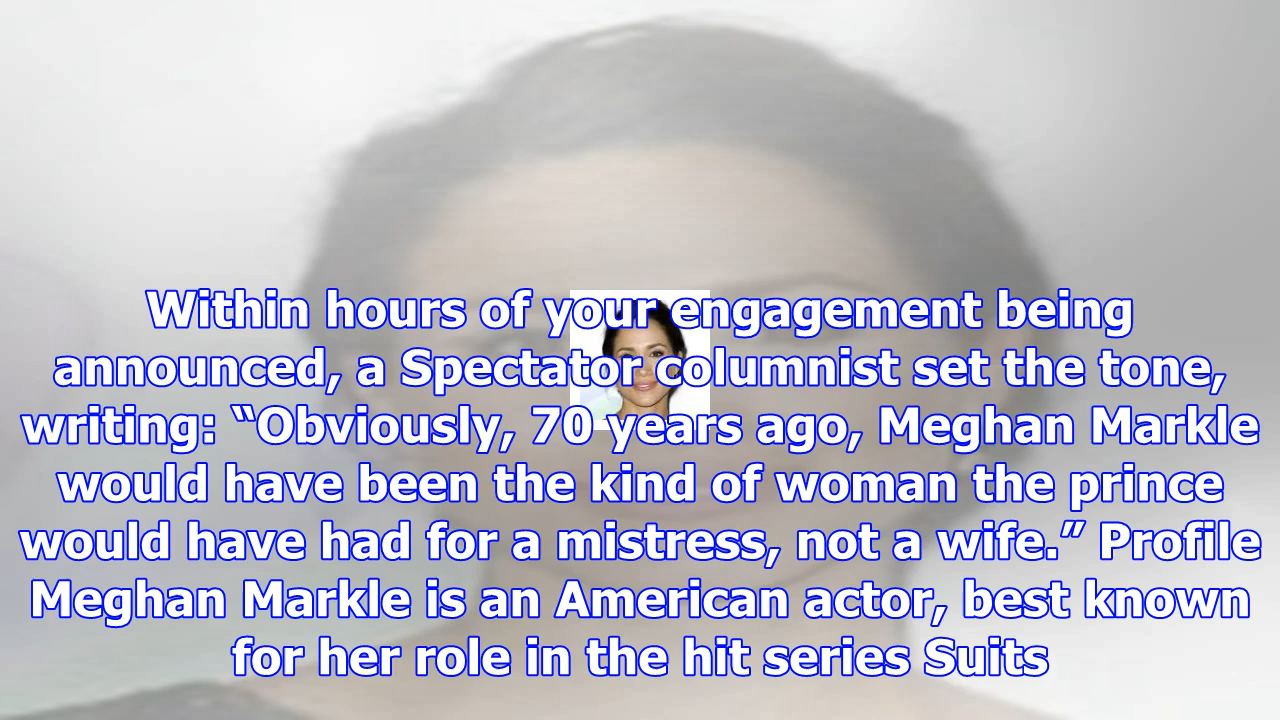 Within hours of your engagement being
announced, a Spectator columnist set the tone,
writing: “Obviously, 70 years ago, Meghan Markle
would have been the kind of woman the prince
would have had for a mistress, not a wife.” Profile
Meghan Markle is an American actor, best known
for her role in the hit series Suits